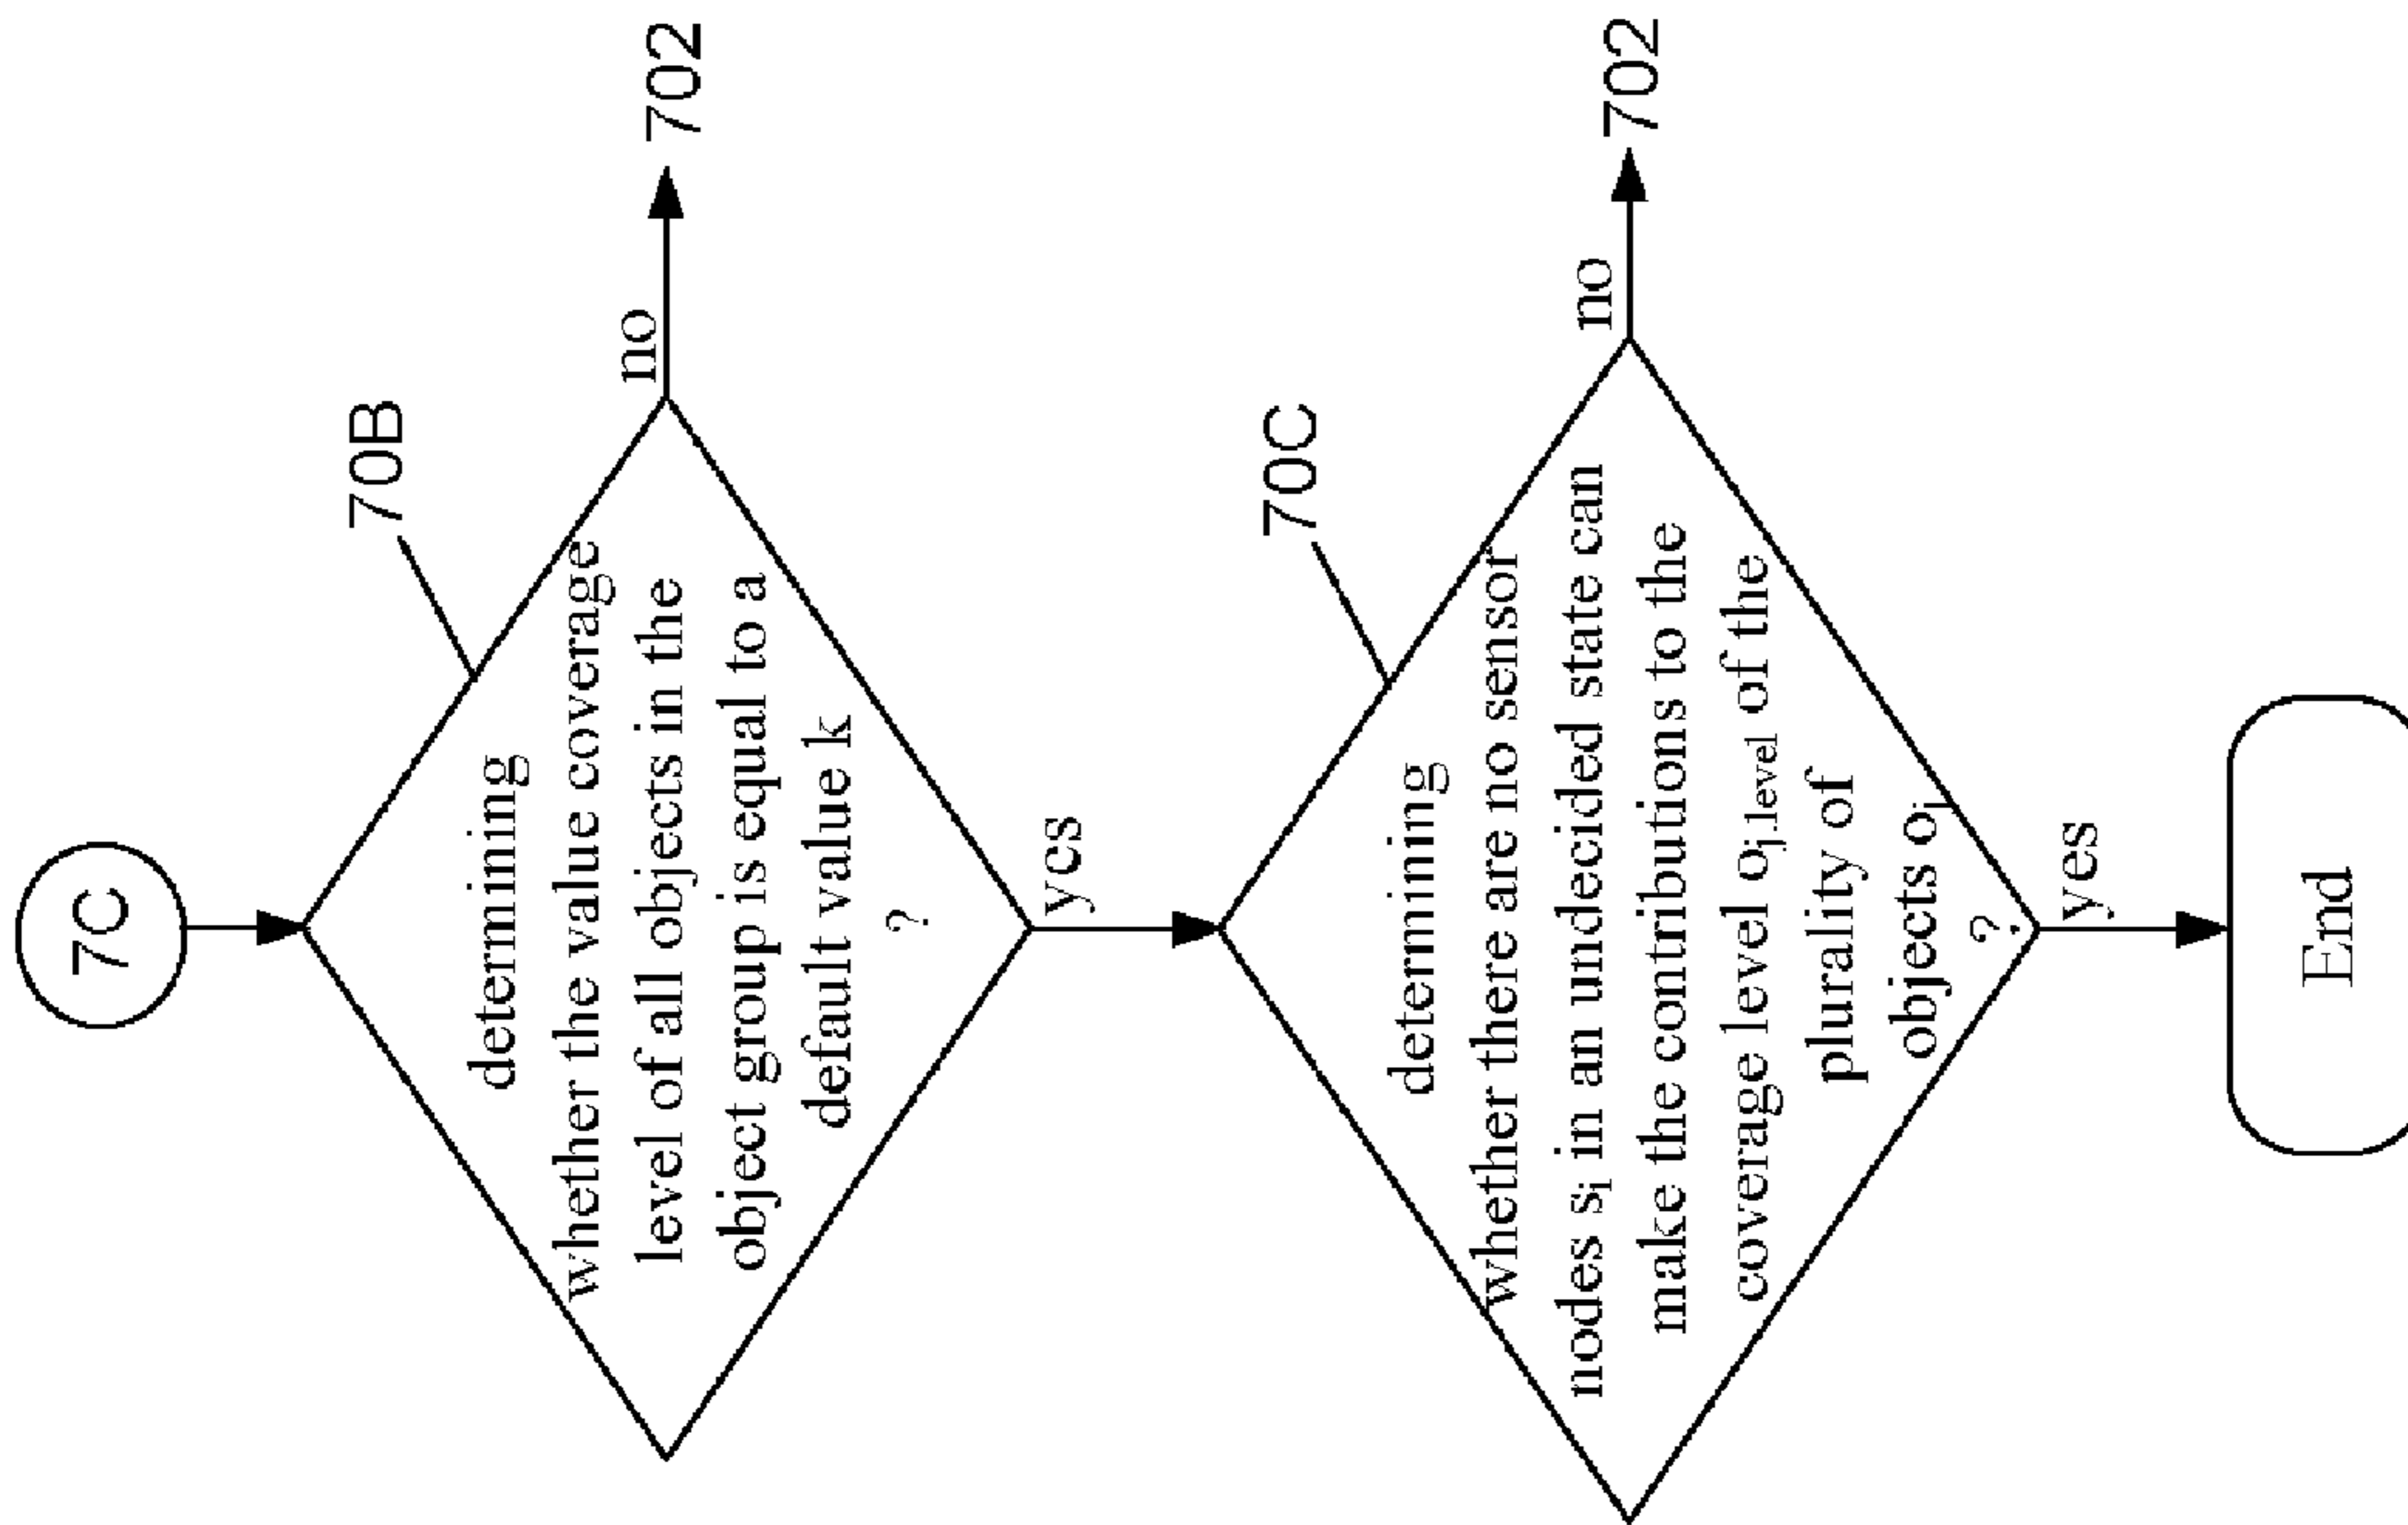 7C
70B
determining
whether the value coverage
level of all objects in the
object group is equal to a
default value k
?
no
702
yes
70C
determining
whether there are no sensor
nodes si in an undecided state can
make the contributions to the
coverage level oj.level of the
plurality of
objects oj
?
no
702
yes
End